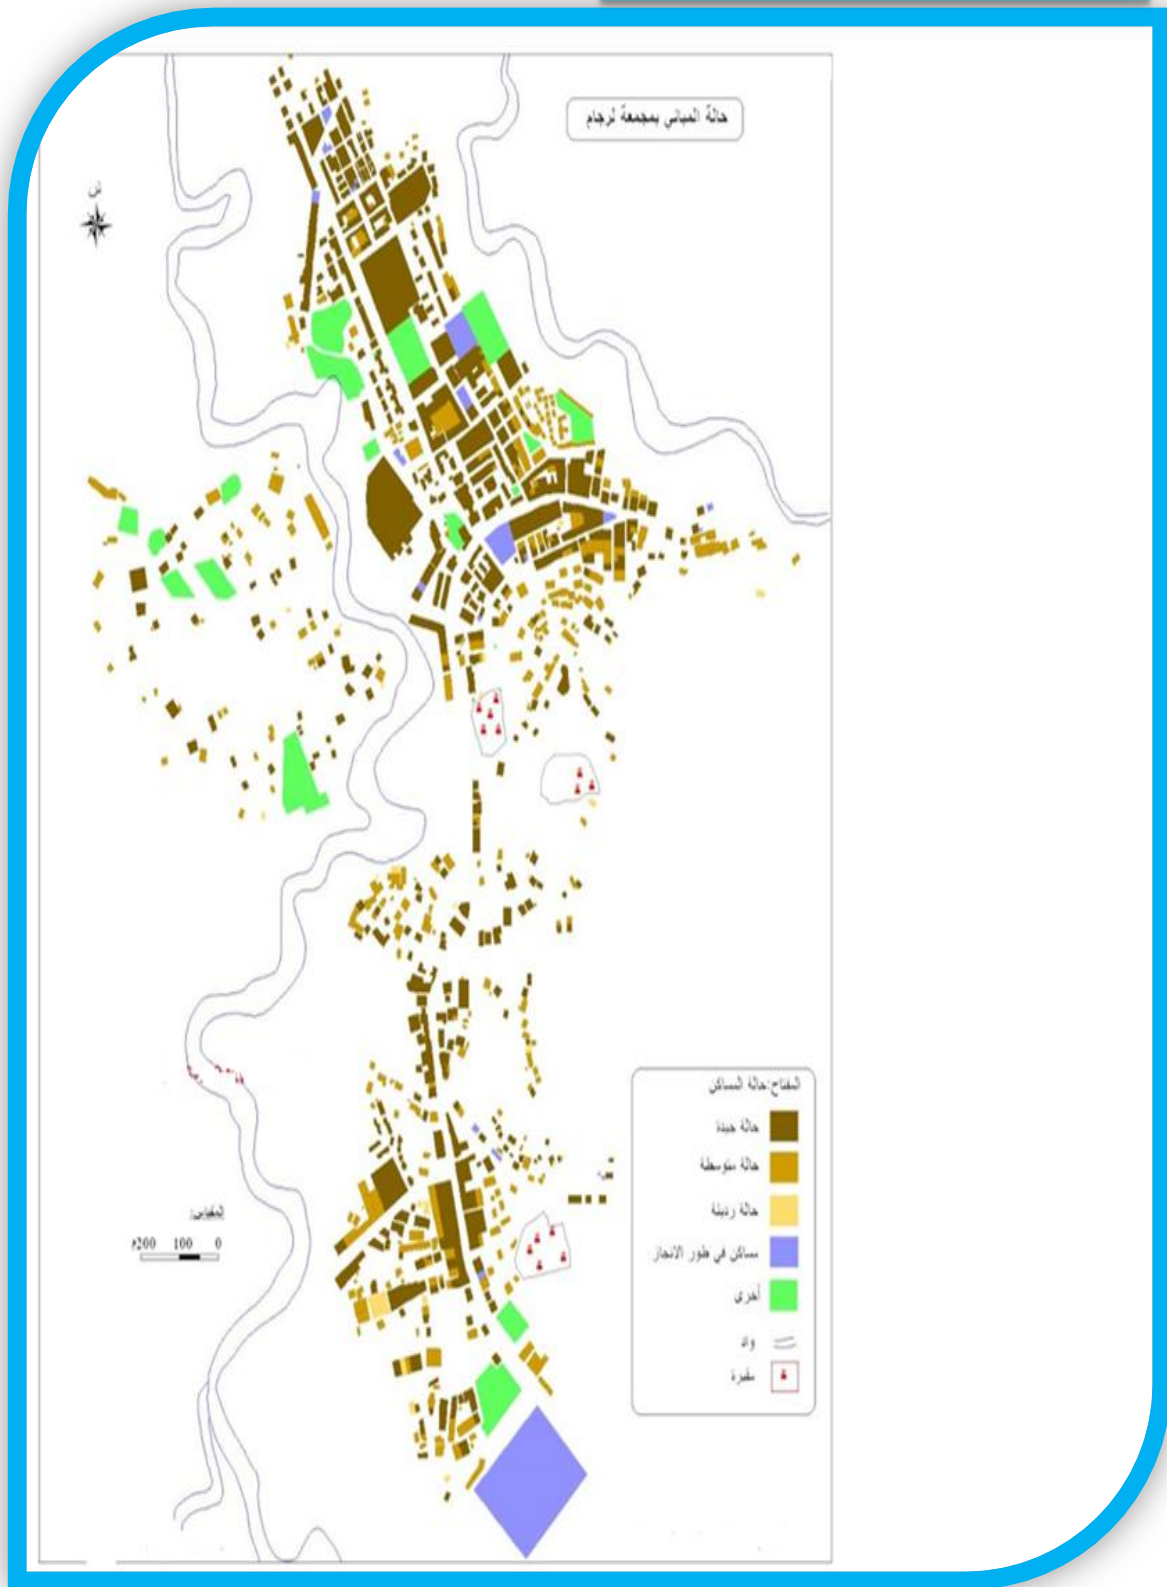 حالة المباني بمجمعة لرجام
ش
المفتاح:حالة المساكن
حالة جيدة
حالة متوسطة
حالة رديئة
مساكن في طور الانجاز
أخرى
واد
مقبرة
المقياس:
0 100 200م